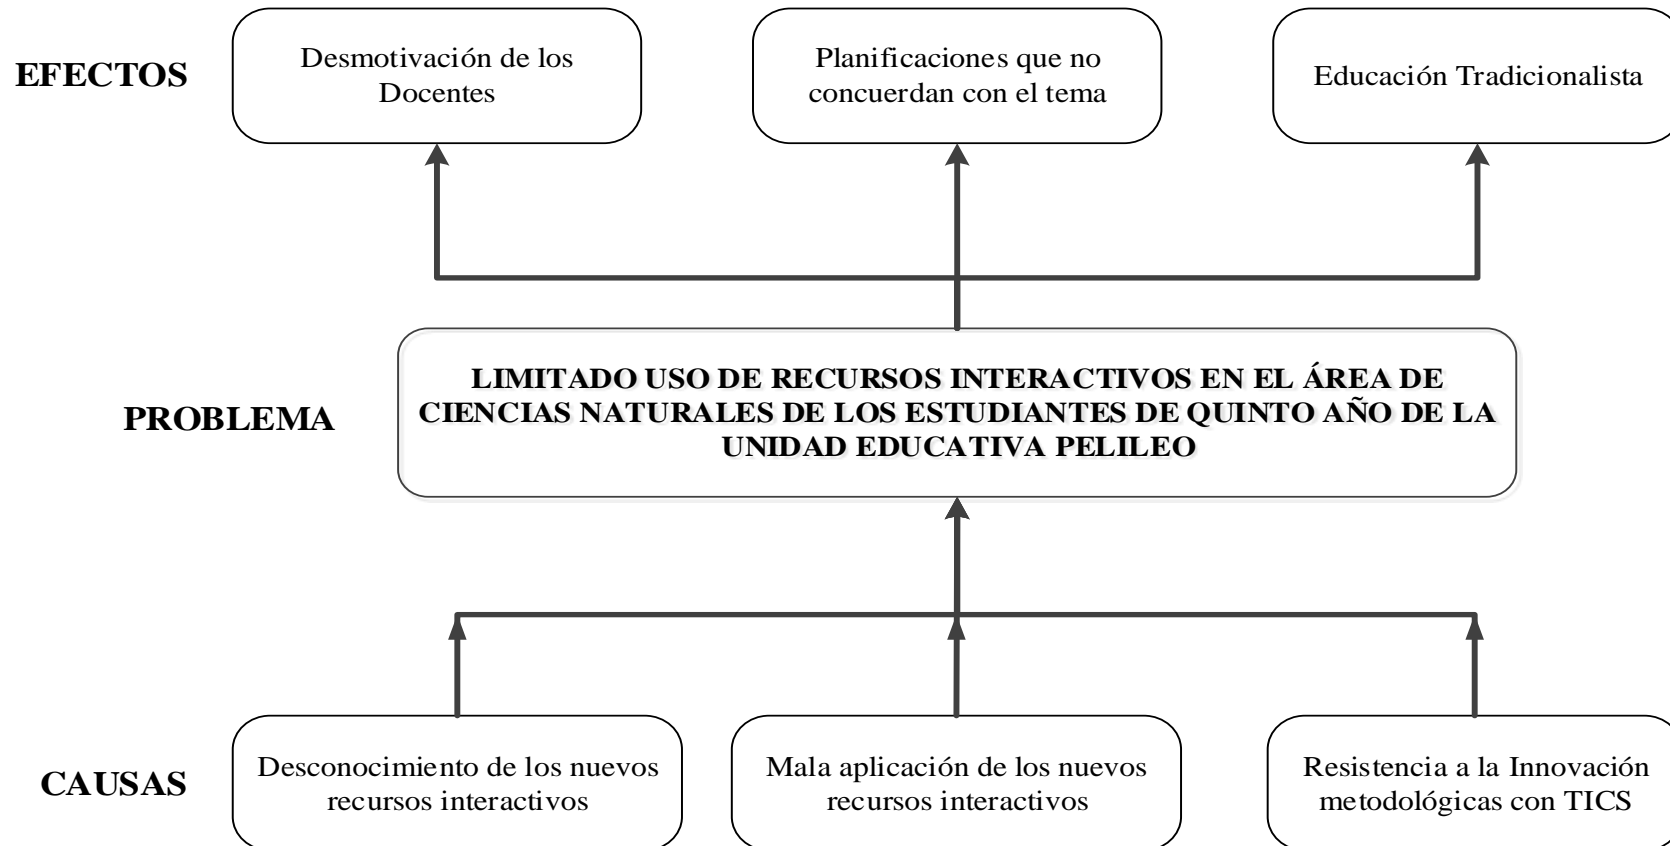 EFECTOS
Desmotivación de los
Docentes
Planificaciones que no
concuerdan con el tema
Educación Tradicionalista
PROBLEMA
LIMITADO USO DE RECURSOS INTERACTIVOS EN EL ÁREA DE
CIENCIAS NATURALES DE LOS ESTUDIANTES DE QUINTO AÑO DE LA
UNIDAD EDUCATIVA PELILEO
CAUSAS
Desconocimiento de los nuevos
recursos interactivos
Mala aplicación de los nuevos
recursos interactivos
Resistencia a la Innovación
metodológicas con TICS